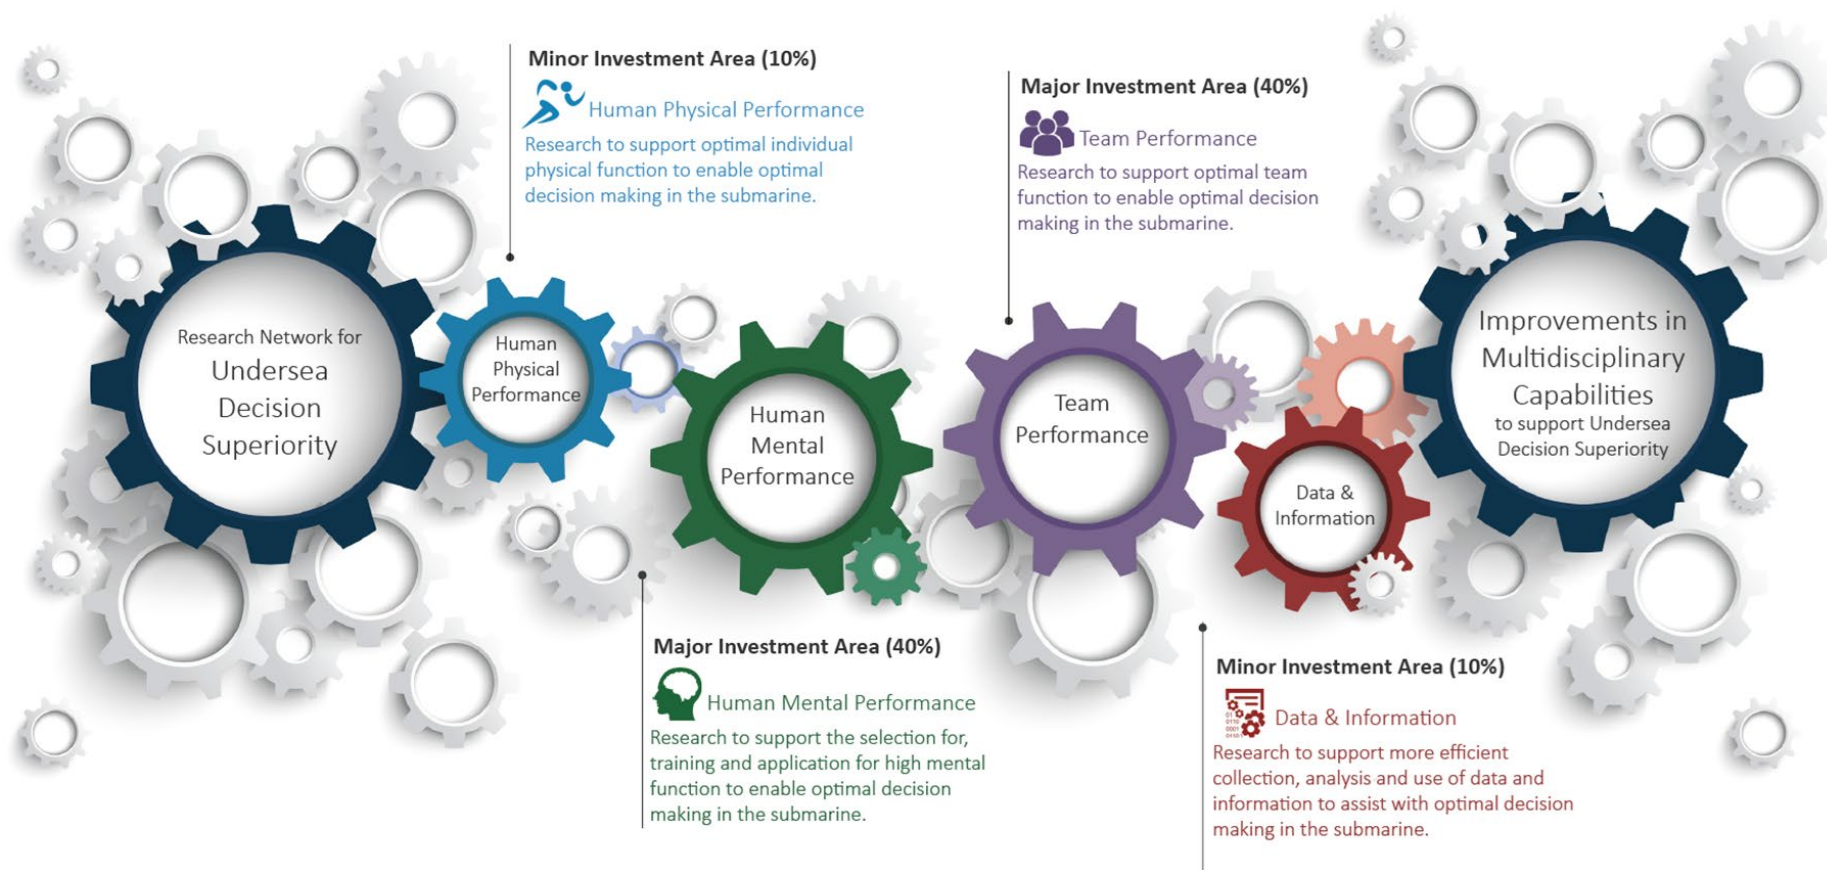 Minor Investment Area (10%)
Human Physical Performance
Research to support optimal individual
physical function to enable optimal
decision making in the submarine.
Major Investment Area (40%)
Team Performance
Research to support optimal team
function to enable optimal decision
making in the submarine.
Research Network for
Undersea
Decision
Superiority
Human
Physical
Performance
Human
Mental
Performance
Team
Performance
Data &
Information
Improvements in
Multidisciplinary
Capabilities
to support Undersea
Decision Superiority
Major Investment Area (40%)
Human Mental Performance
Research to support the selection for,
training and application for high mental
function to enable optimal decision
making in the submarine.
Minor Investment Area (10%)
Data & Information
Research to support more efficient
collection, analysis and use of data and
information to assist with optimal decision
making in the submarine.